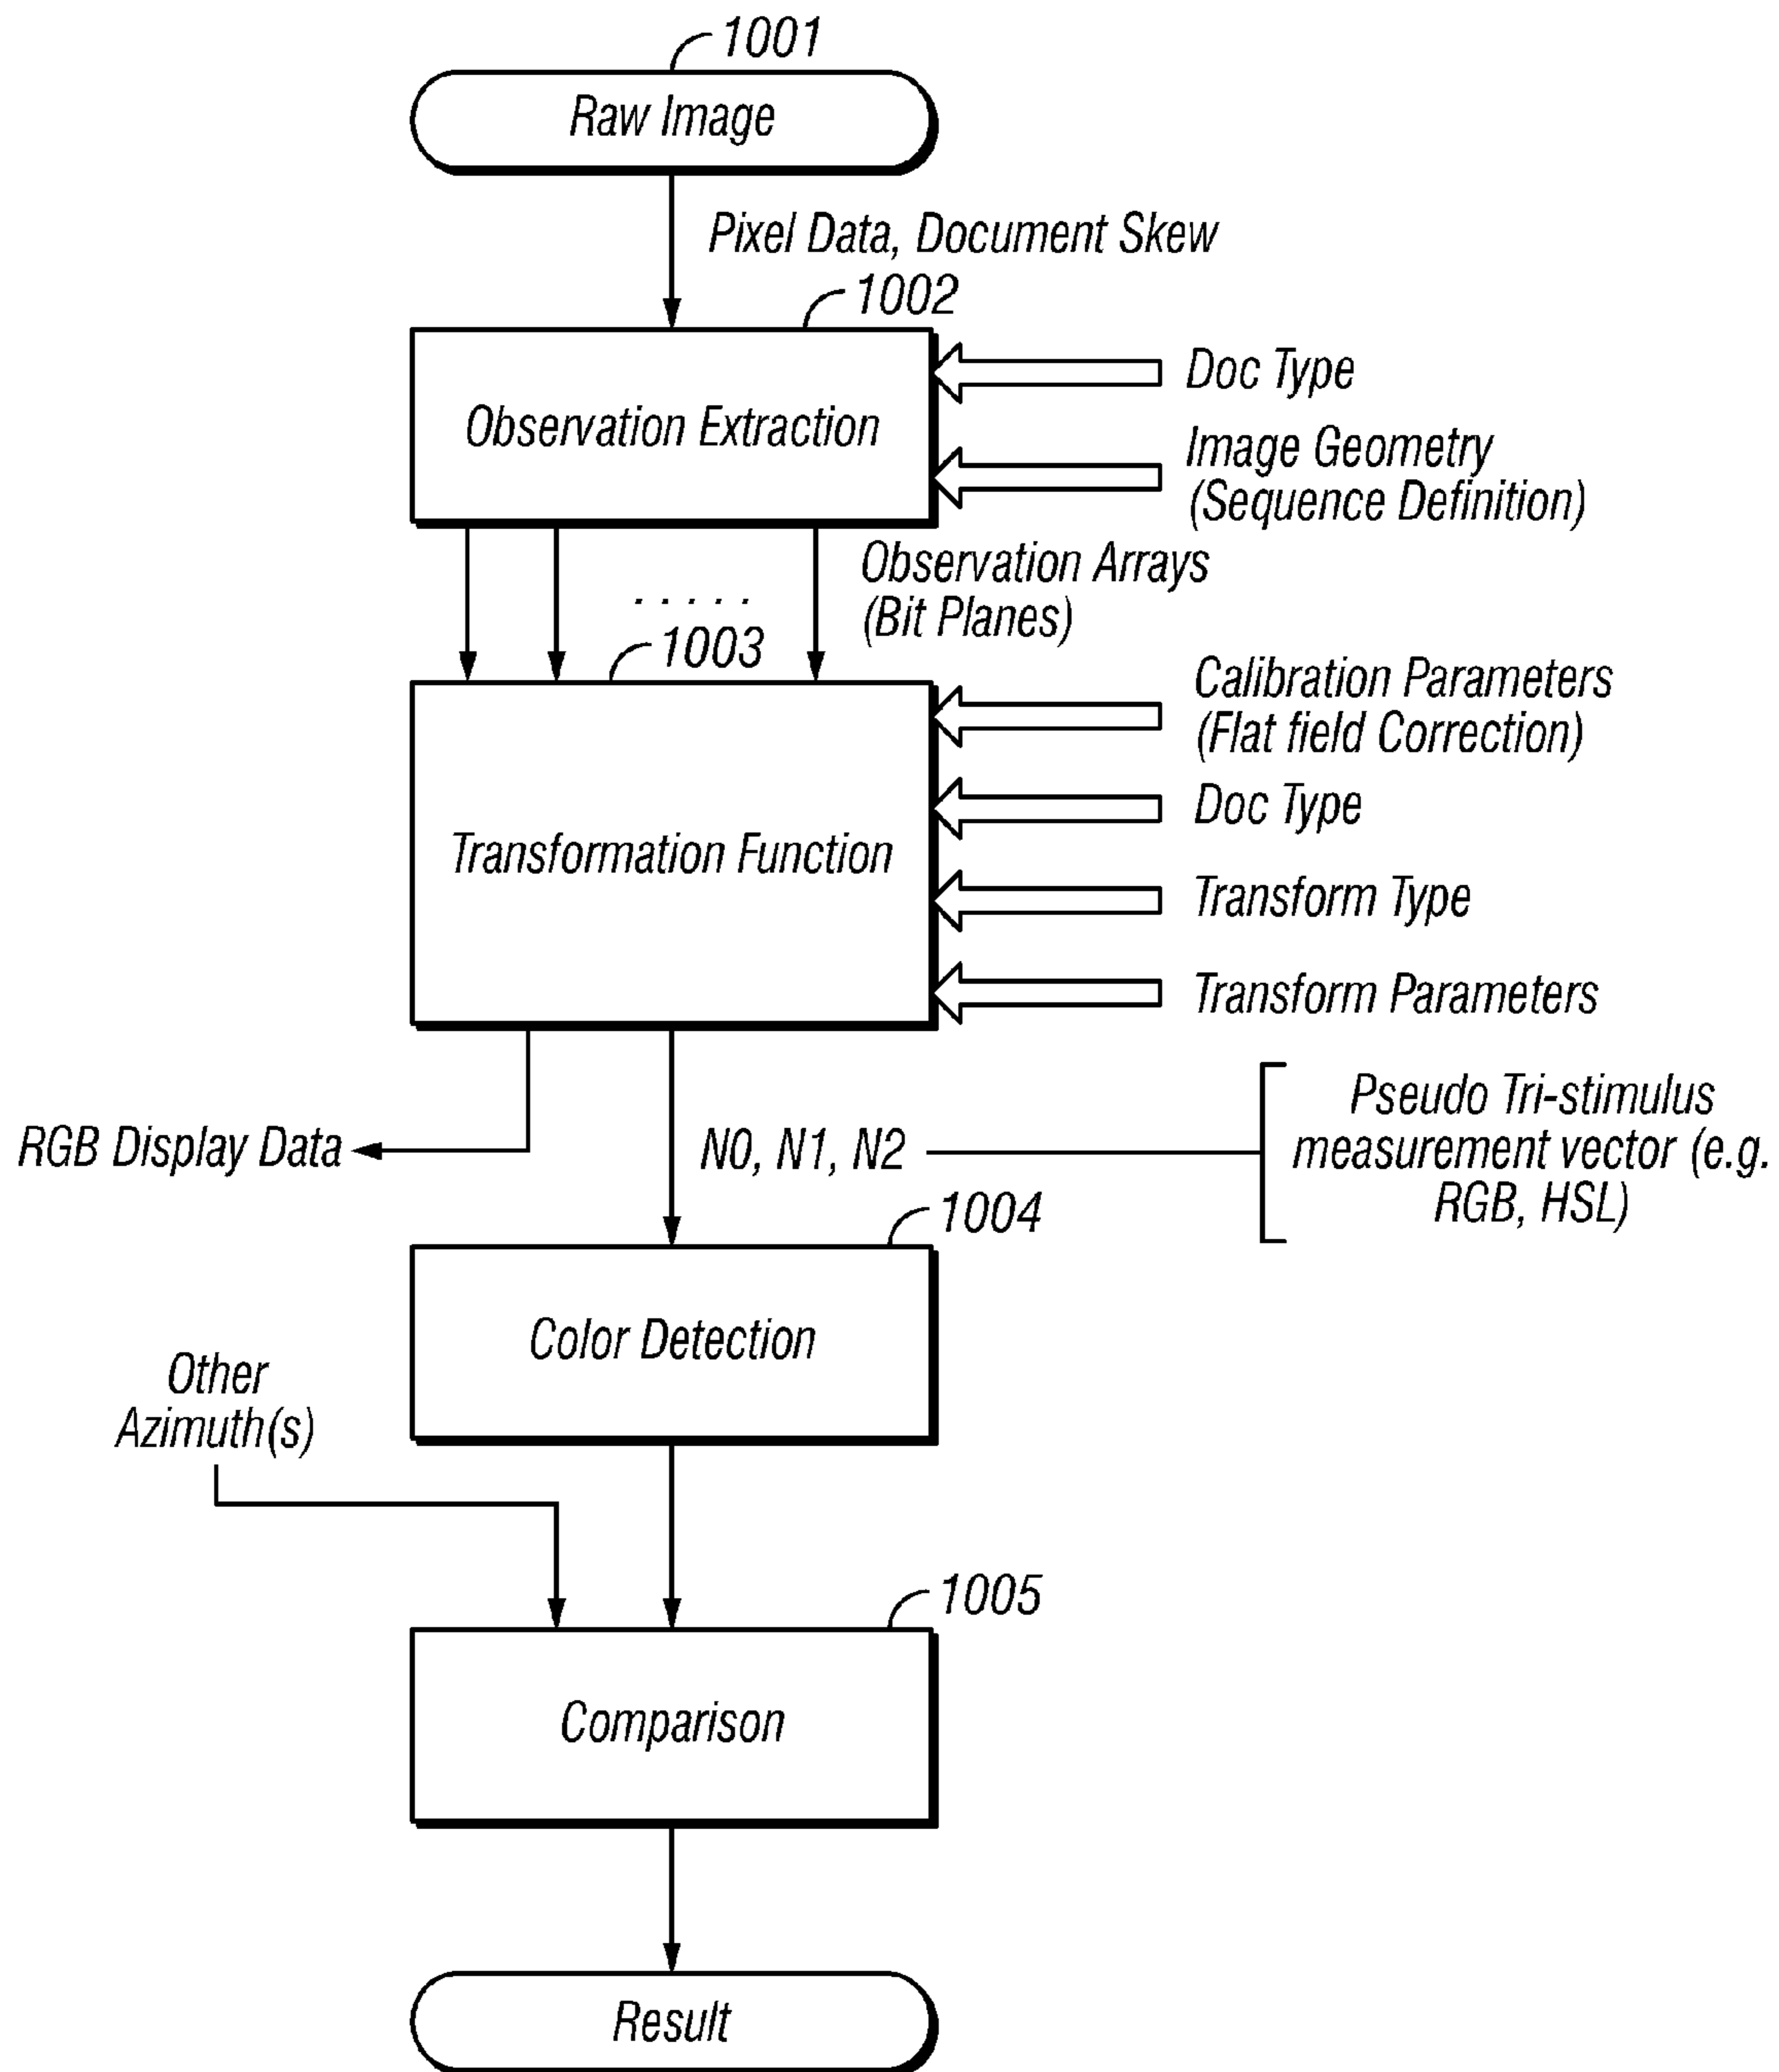 1001
Raw Image
Pixel Data, Document Skew
1002
Observation Extraction
Doc Type
Image Geometry
(Sequence Definition)
Observation Arrays
(Bit Planes)
. . . . .
1003
Transformation Function
Calibration Parameters
(Flat field Correction)
Doc Type
Transform Type
Transform Parameters
RGB Display Data
N0, N1, N2
Pseudo Tri-stimulus
measurement vector (e.g.
RGB, HSL)
1004
Color Detection
Other
Azimuth(s)
1005
Comparison
Result